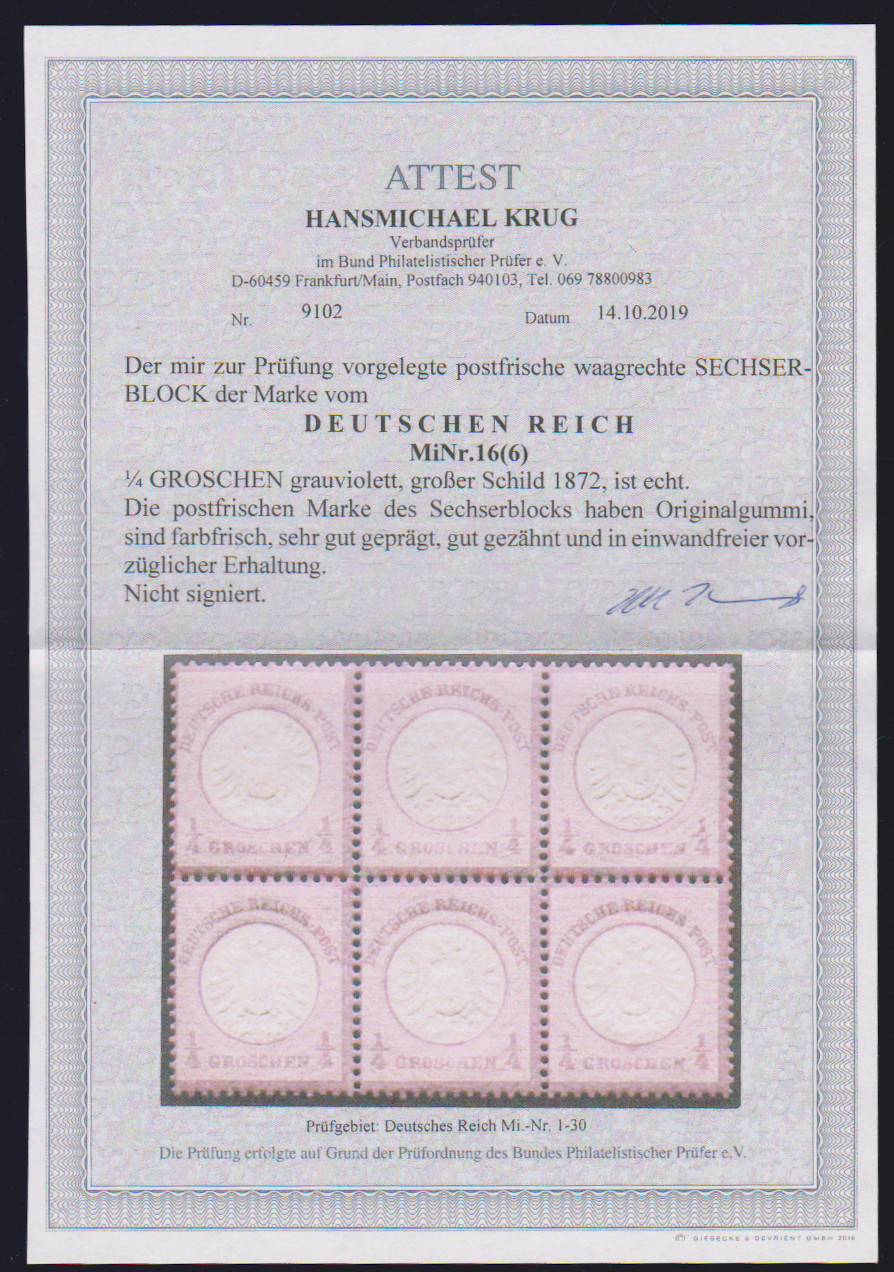 ATTEST
HANSMICHAEL KRUG
Verbandsprüfer
im Bund Philatelistischer Prüfer e. V.
D-60459 Frankfurt/Main, Postfach 940103, Tel. 069 78800983
Nr. 9102 Datum 14.10.2019
Der mir zur Prüfung vorgelegte postfrische waagrechte SECHSER-
BLOCK der Marke vom
DEUTSCHEN REICH
MiNr.16(6)
¼ GROSCHEN grauviolett, großer Schild 1872, ist echt.
Die postfrischen Marke des Sechserblocks haben Originalgummi,
sind farbfrisch, sehr gut geprägt, gut gezähnt und in einwandfreier vor-
züglicher Erhaltung.
Nicht signiert.
DEUTSCHE REICHS-POST DEUTSCHE REICHS-POST DEUTSCHE REICHS-POST
¼ GROSCHEN ¼ ¼ GROSCHEN ¼ ¼ GROSCHEN ¼
DEUTSCHE REICHS-POST DEUTSCHE REICHS-POST DEUTSCHE REICHS-POST
¼ GROSCHEN ¼ ¼ GROSCHEN ¼ ¼ GROSCHEN ¼
Prüfgebiet: Deutsches Reich Mi.-Nr. 1-30
Die Prüfung erfolgte auf Grund der Prüfordnung des Bundes Philatelistischer Prüfer e.V.
© GIESECKE & DEVRIENT GMBH 2016